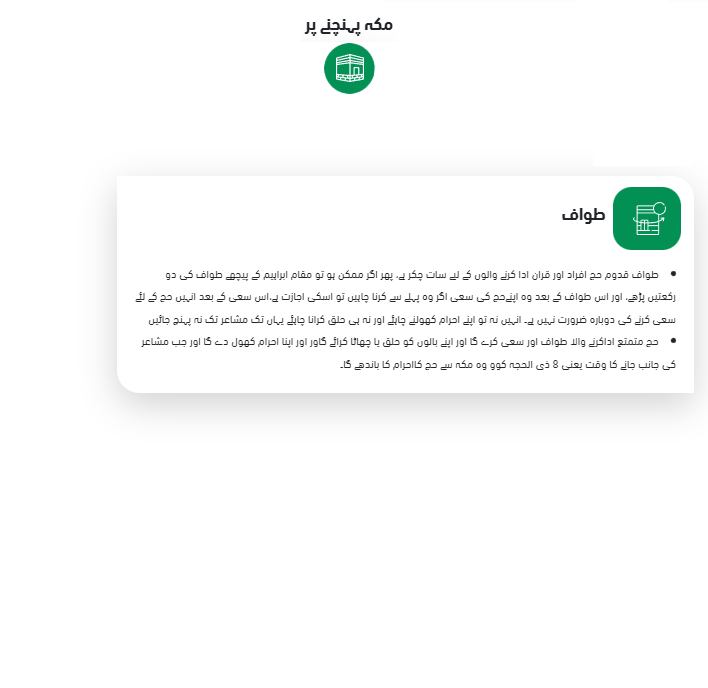 مکہ پہنچنے پر
طواف
• طواف قدوم حج افراد اور قران ادا کرنے والوں کے لیے سات چکر ہے، پھر اگر ممکن ہو تو مقام ابراہیم کے پیچھے طواف کی دو
رکعتیں پڑھے، اور اس طواف کے بعد وہ اپنےحج کی سعی اگر وہ پہلے سے کرنا چاہیں تو اسکی اجازت ہے،اس سعی کے بعد انہیں حج کے لئے
سعی کرنے کی دوبارہ ضرورت نہیں ہے۔ انہیں نہ تو اپنے احرام کھولنے چاہئے اور نہ ہی حلق کرانا چاہئے یہاں تک مشاعر تک نہ پہنچ جائیں
• حج متمتع اداکرنے والا طواف اور سعی کرے گا اور اپنے بالوں کو حلق یا چھاٹا کرائے گاور اور اپنا احرام کھول دے گا اور جب مشاعر
کی جانب جانے کا وقت یعنی 8 ذی الحجہ کوو وہ مکہ سے حج کااحرام کا باندھے گا۔